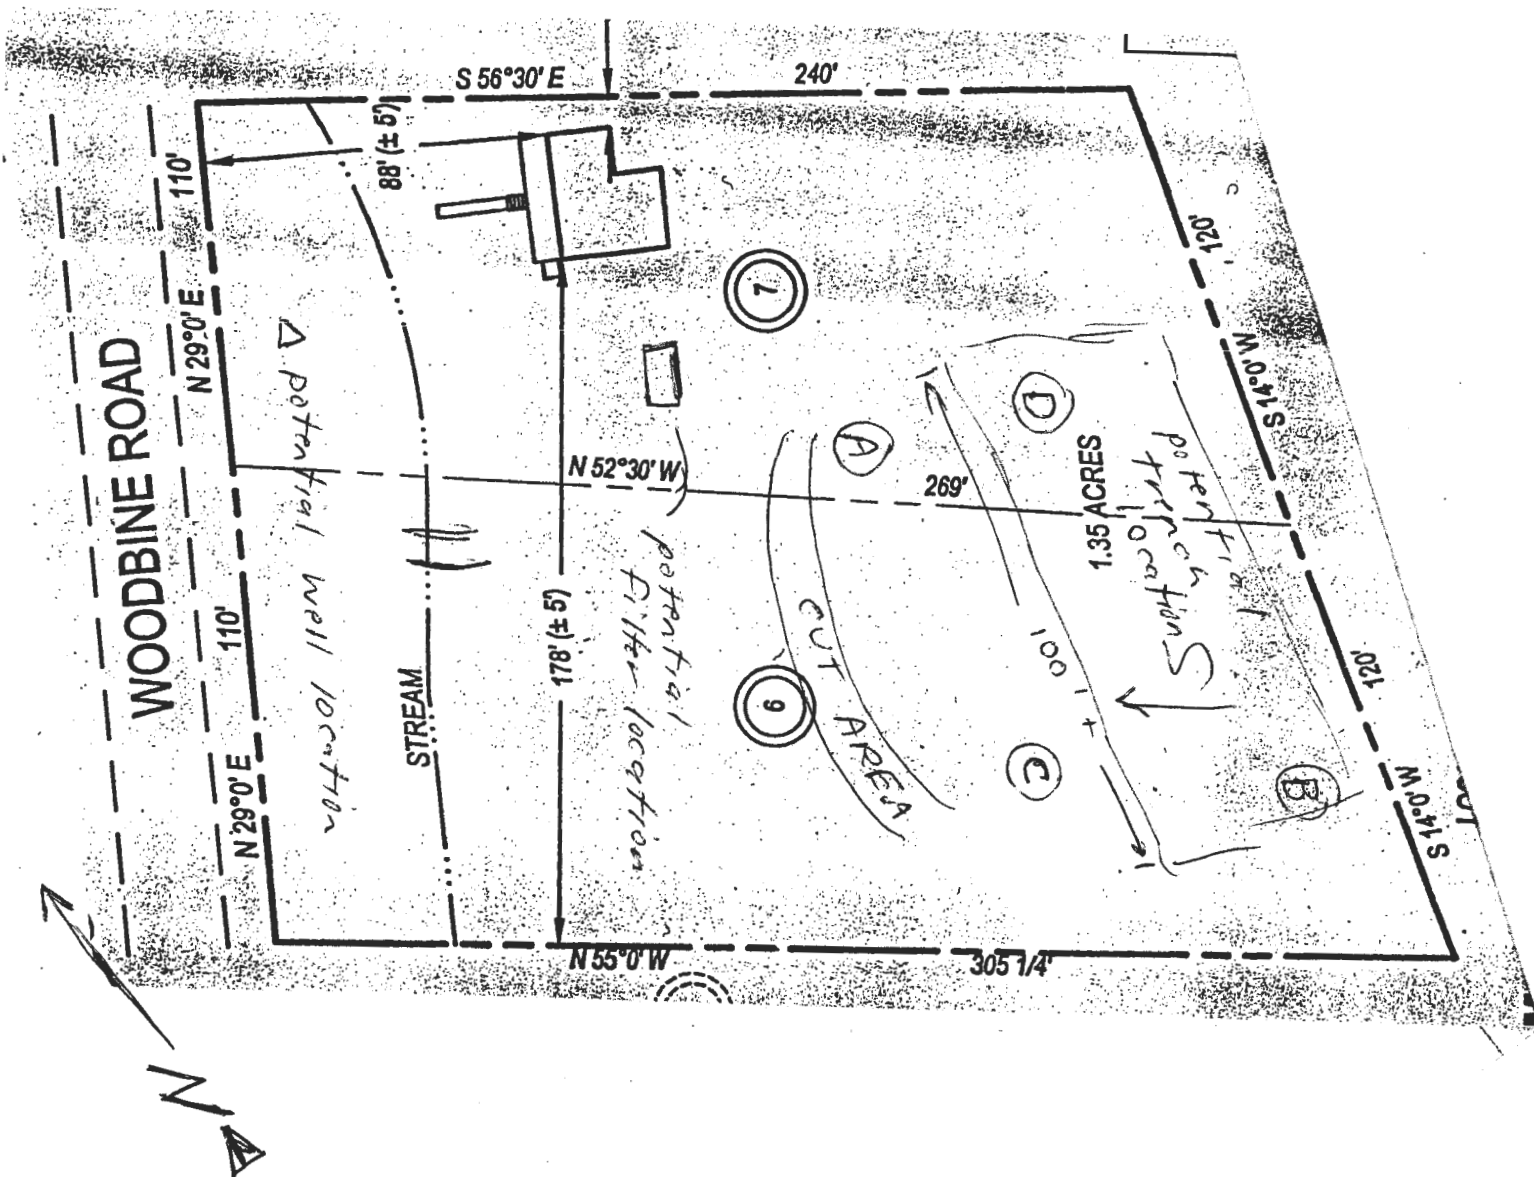 S 56°30' E
240'
88' (± 5')
110'
N 29°0' E
WOODBINE ROAD
110'
N 29°0' E
potential well location
STREAM
178' (± 5')
N 52°30' W
269'
7
6
potential
filter location
A
CUT AREA
D
1.35 ACRES
potential
trench
locations
100' +
C
B
120'
S 14°0' W
120'
S 14°0' W
N 55°0' W
305 1/4'
N